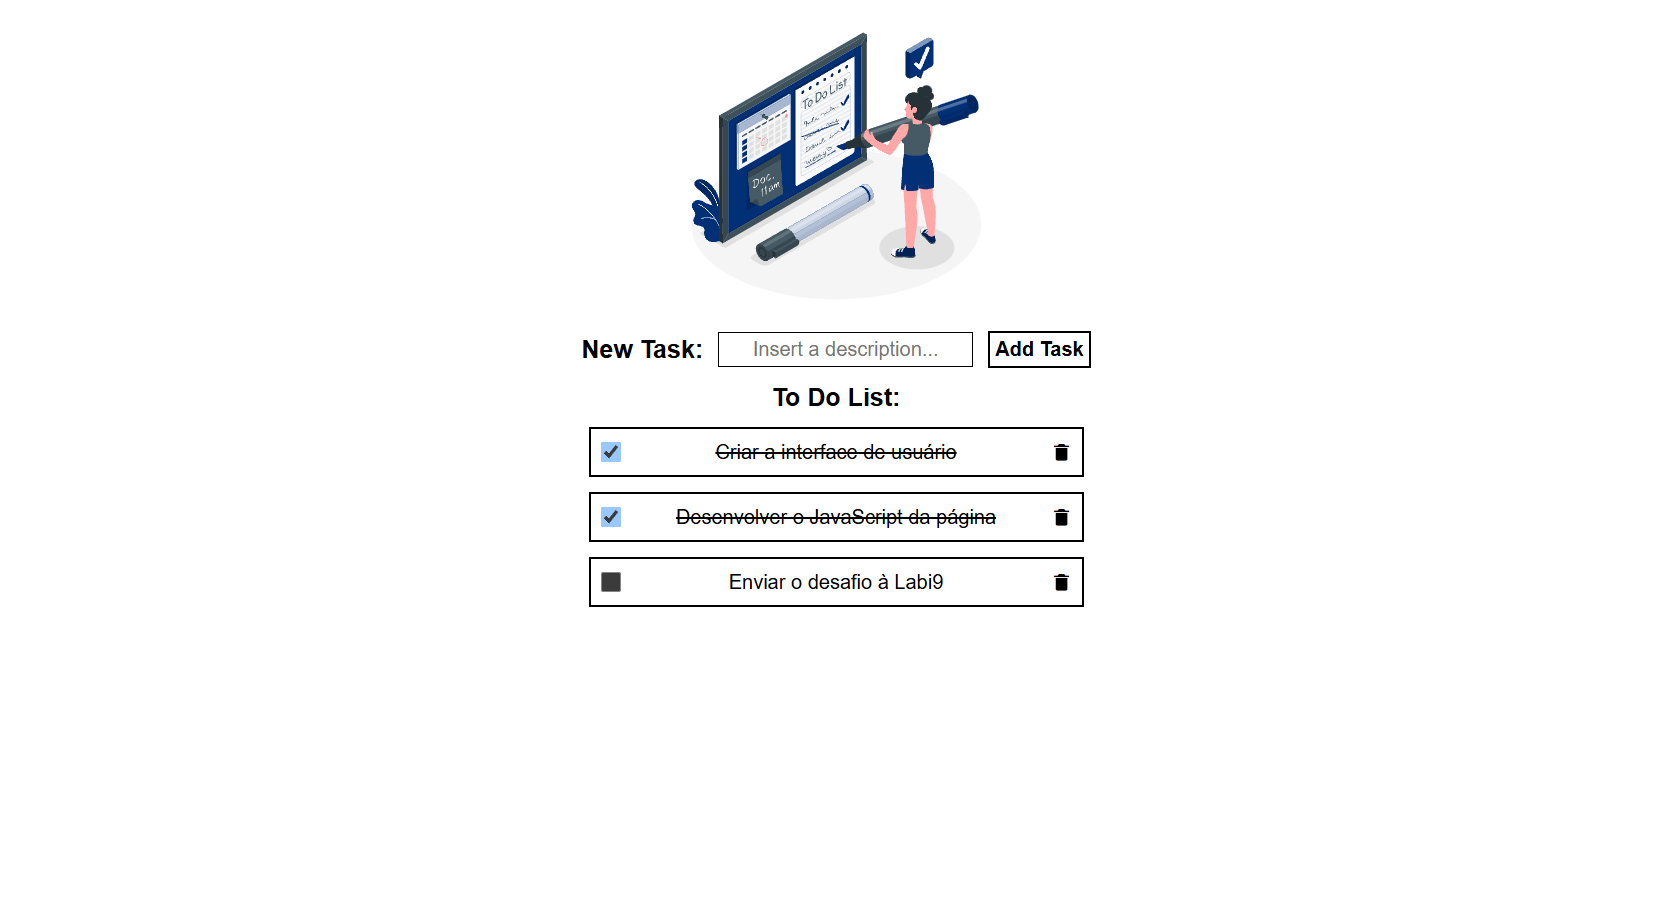 To Do List
Doc.
11am
New Task:
Insert a description...
Add Task
To Do List:
Criar a interface de usuário
Desenvolver o JavaScript da página
Enviar o desafio à Labi9